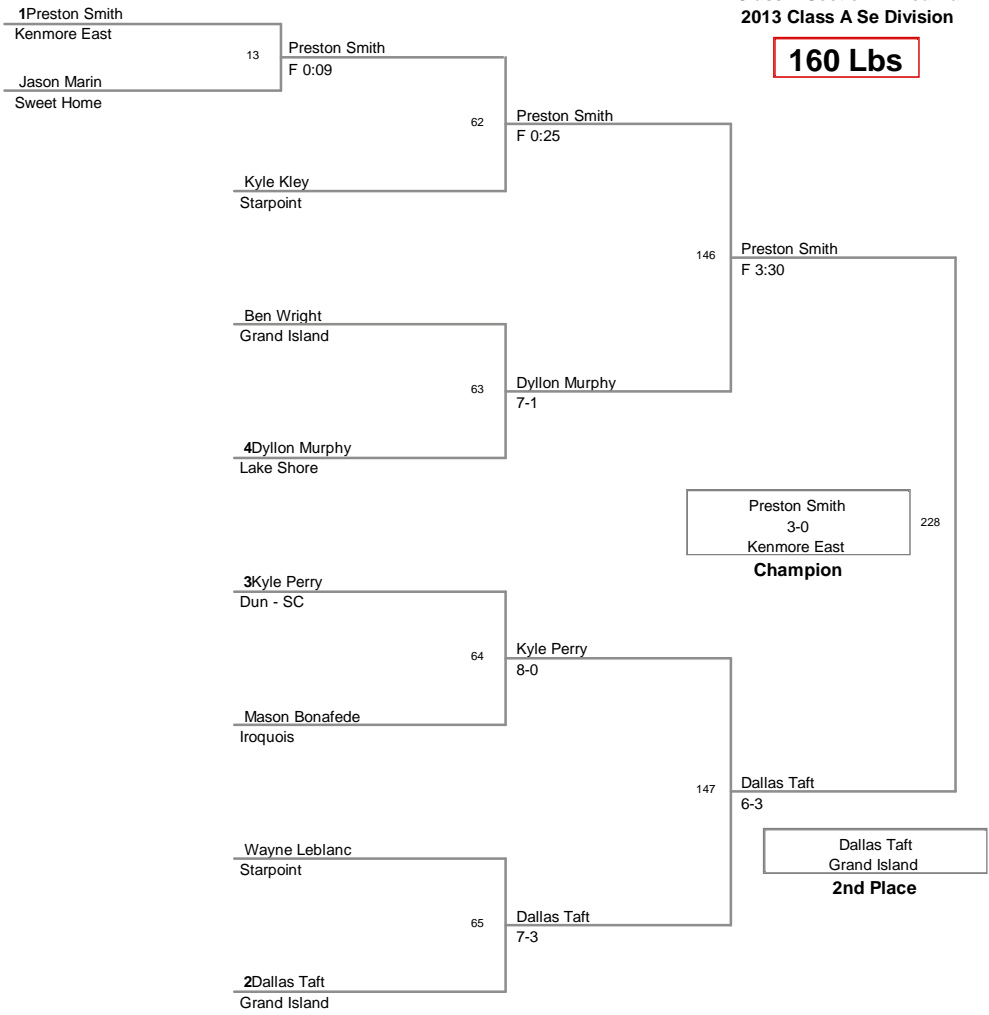 2013 Class A Se Division
160 Lbs
1Preston Smith
Kenmore East
13
Jason Marin
Sweet Home
Preston Smith
F 0:09
62
Kyle Kley
Starpoint
Preston Smith
F 0:25
146
Ben Wright
Grand Island
63
4Dyllon Murphy
Lake Shore
Dyllon Murphy
7-1
Preston Smith
F 3:30
228
Preston Smith
3-0
Kenmore East
Champion
3Kyle Perry
Dun - SC
64
Mason Bonafede
Iroquois
Kyle Perry
8-0
147
Wayne Leblanc
Starpoint
65
2Dallas Taft
Grand Island
Dallas Taft
7-3
Dallas Taft
6-3
Dallas Taft
Grand Island
2nd Place